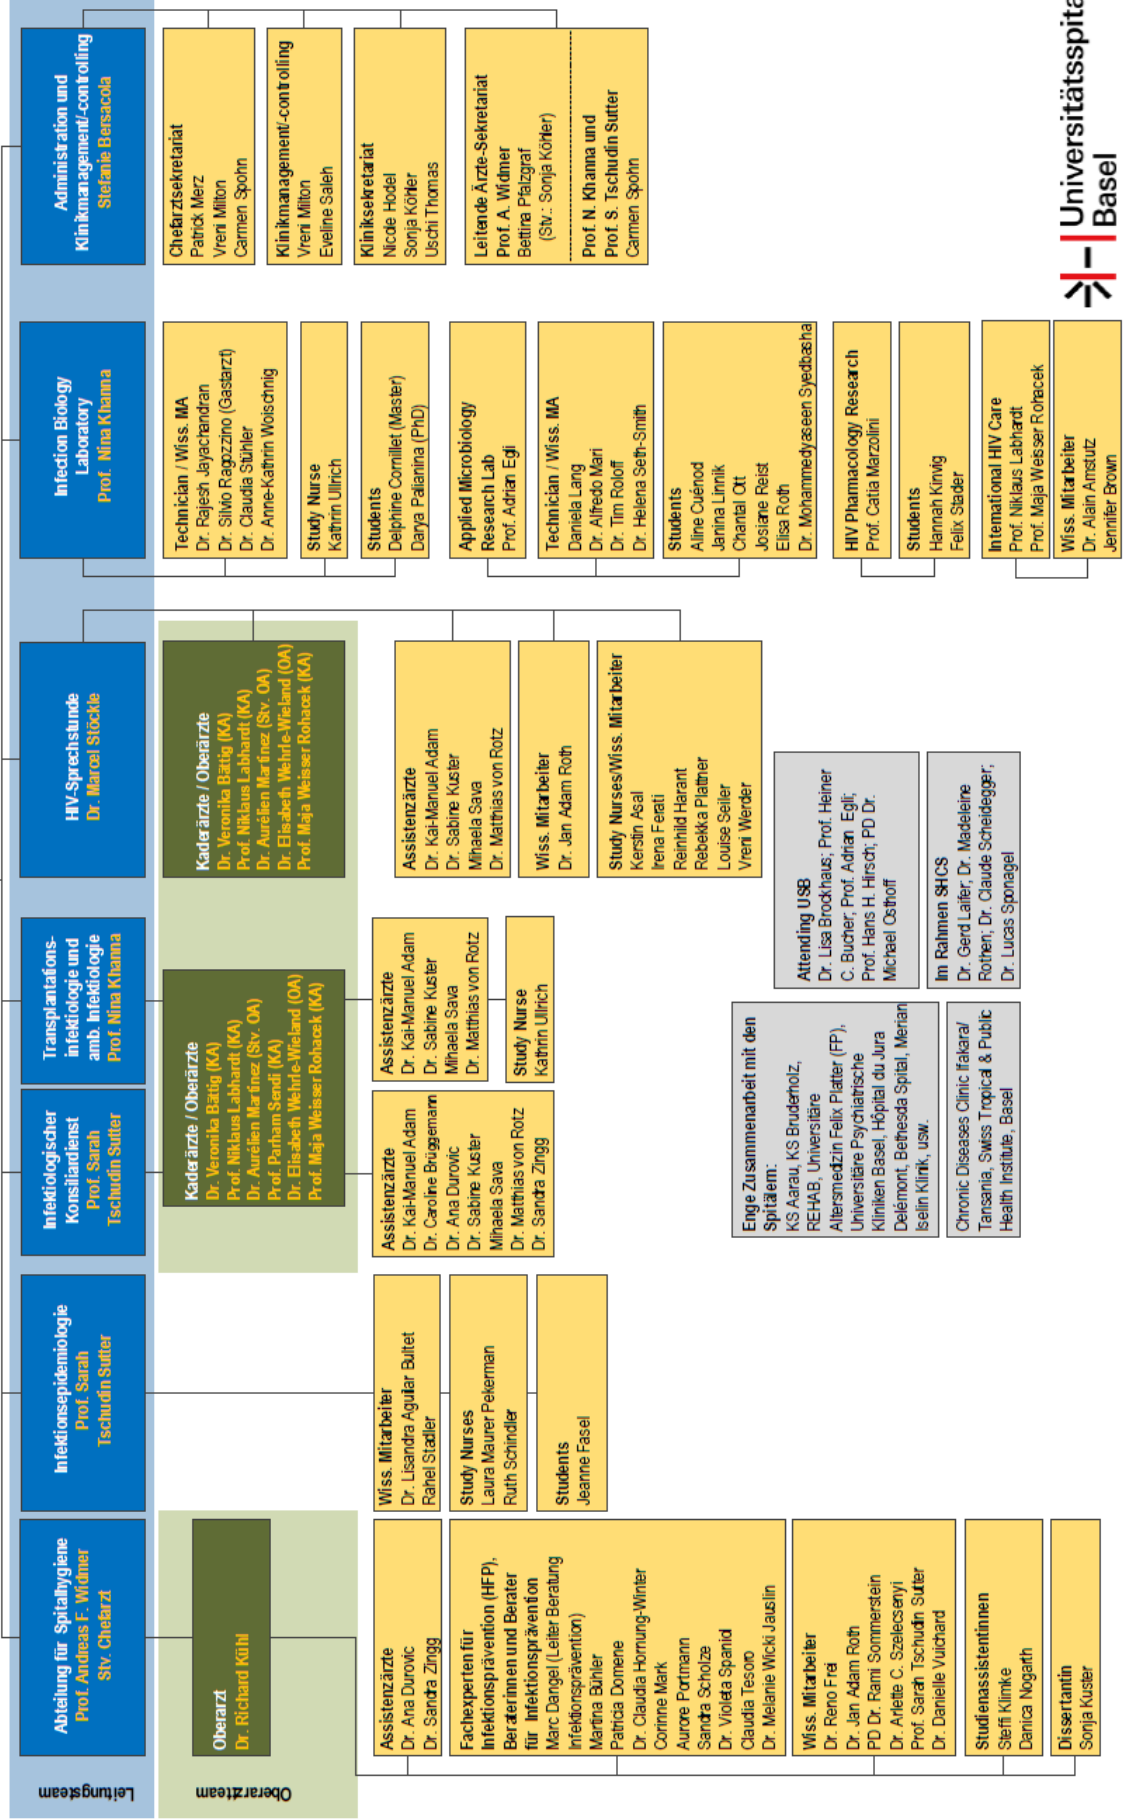 Leitungsteam
Oberarztteam
Abteilung für Spitalhygiene
Prof. Andreas F. Widmer
Stv. Chefarzt
Oberarzt
Dr. Richard Kühl
Assistenzärzte
Dr. Ana Durovic
Dr. Sandra Zingg
Fachexperten für
Infektionsprävention (HFP),
Beraterinnen und Berater
für Infektionsprävention
Marc Dangel (Leiter Beratung
Infektionsprävention)
Martina Bühler
Patricia Domene
Dr. Claudia Hornung-Winter
Corinne Mark
Aurore Portmann
Sandra Scholze
Dr. Violeta Spanid
Claudia Tesoro
Dr. Melanie Wicki Jauslin
Wiss. Mitarbeiter
Dr. Reno Frei
Dr. Jan Adam Roth
PD Dr. Rami Sommerstein
Dr. Arlette C. Szelecsenyi
Prof. Sarah Tschudin Sutter
Dr. Danielle Vuichard
Studienassistentinnen
Steffi Klimke
Danica Nogarth
Dissertantin
Sonja Kuster
Infektionsepidemiologie
Prof. Sarah
Tschudin Sutter
Wiss. Mitarbeiter
Dr. Lisandra Aguilar Bultet
Rahel Stadler
Study Nurses
Laura Maurer Pekerman
Ruth Schindler
Students
Jeanne Fasel
Infektiologischer
Konsiliardienst
Prof. Sarah
Tschudin Sutter
Transplantations-
infektiologie und
amb. Infektiologie
Prof. Nina Khanna
Kaderärzte / Oberärzte
Dr. Veronika Bättig (KA)
Prof. Niklaus Labhardt (KA)
Dr. Aurélien Martinez (Stv. OA)
Prof. Parham Sendi (KA)
Dr. Elisabeth Wehrle-Wieland (OA)
Prof. Maja Weisser Rohacek (KA)
Assistenzärzte
Dr. Kai-Manuel Adam
Dr. Caroline Brüggemann
Dr. Ana Durovic
Dr. Sabine Kuster
Mihaela Sava
Dr. Matthias von Rotz
Dr. Sandra Zingg
Assistenzärzte
Dr. Kai-Manuel Adam
Dr. Sabine Kuster
Mihaela Sava
Dr. Matthias von Rotz
Study Nurse
Kathrin Ullrich
HIV-Sprechstunde
Dr. Marcel Stöckle
Kaderärzte / Oberärzte
Dr. Veronika Bättig (KA)
Prof. Niklaus Labhardt (KA)
Dr. Aurélien Martinez (Stv. OA)
Dr. Elisabeth Wehrle-Wieland (OA)
Prof. Maja Weisser Rohacek (KA)
Assistenzärzte
Dr. Kai-Manuel Adam
Dr. Sabine Kuster
Mihaela Sava
Dr. Matthias von Rotz
Wiss. Mitarbeiter
Dr. Jan Adam Roth
Study Nurses/Wiss. Mitarbeiter
Kerstin Asal
Irena Ferati
Reinhild Harant
Rebekka Plattner
Louise Seiler
Vreni Werder
Enge Zusammenarbeit mit den
Spitälern:
KS Aarau, KS Bruderholz,
REHAB, Universitäre
Altersmedizin Felix Platter (FP),
Universitäre Psychiatrische
Kliniken Basel, Hôpital du Jura
Delémont, Bethesda Spital, Merian
Iselin Klinik, usw.
Chronic Diseases Clinic Ifakara/
Tansania, Swiss Tropical & Public
Health Institute, Basel
Attending USB
Dr. Lisa Brockhaus; Prof. Heiner
C. Bucher; Prof. Adrian Egli;
Prof. Hans H. Hirsch; PD Dr.
Michael Osthoff
Im Rahmen SHCS
Dr. Gerd Laifer; Dr. Madeleine
Rothen; Dr. Claude Scheidegger;
Dr. Lucas Sponagel
Infection Biology
Laboratory
Prof. Nina Khanna
Technician / Wiss. MA
Dr. Rajesh Jayachandran
Dr. Silvio Ragozzino (Gastarzt)
Dr. Claudia Stühler
Dr. Anne-Kathrin Woischnig
Study Nurse
Kathrin Ullrich
Students
Delphine Cornillet (Master)
Darya Palianina (PhD)
Applied Microbiology
Research Lab
Prof. Adrian Egli
Technician / Wiss. MA
Daniela Lang
Dr. Alfredo Mari
Dr. Tim Roloff
Dr. Helena Seth-Smith
Students
Aline Cuénod
Janina Linnik
Chantal Ott
Josiane Reist
Elisa Roth
Dr. Mohammedyaseen Syedbasha
HIV Pharmacology Research
Prof. Catia Marzolini
Students
Hannah Kinvig
Felix Stader
International HIV Care
Prof. Niklaus Labhardt
Prof. Maja Weisser Rohacek
Wiss. Mitarbeiter
Dr. Alain Amstutz
Jennifer Brown
Administration und
Klinikmanagement/-controlling
Stefanie Bersacola
Chefarztsekretariat
Patrick Merz
Vreni Milton
Carmen Spohn
Klinikmanagement/-controlling
Vreni Milton
Eveline Saleh
Kliniksekretariat
Nicole Hodel
Sonja Köhler
Uschi Thomas
Leitende Ärzte-Sekretariat
Prof. A. Widmer
Bettina Pfalzgraf
(Stv.: Sonja Köhler)
Prof. N. Khanna und
Prof. S. Tschudin Sutter
Carmen Spohn
Universitätsspita
Basel